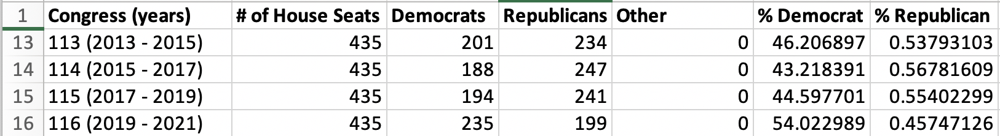 1 Congress (years) # of House Seats Democrats Republicans Other % Democrat % Republican
13 113 (2013 - 2015) 435 201 234 0 46.206897 0.53793103
14 114 (2015 - 2017) 435 188 247 0 43.218391 0.56781609
15 115 (2017 - 2019) 435 194 241 0 44.597701 0.55402299
16 116 (2019 - 2021) 435 235 199 0 54.022989 0.45747126